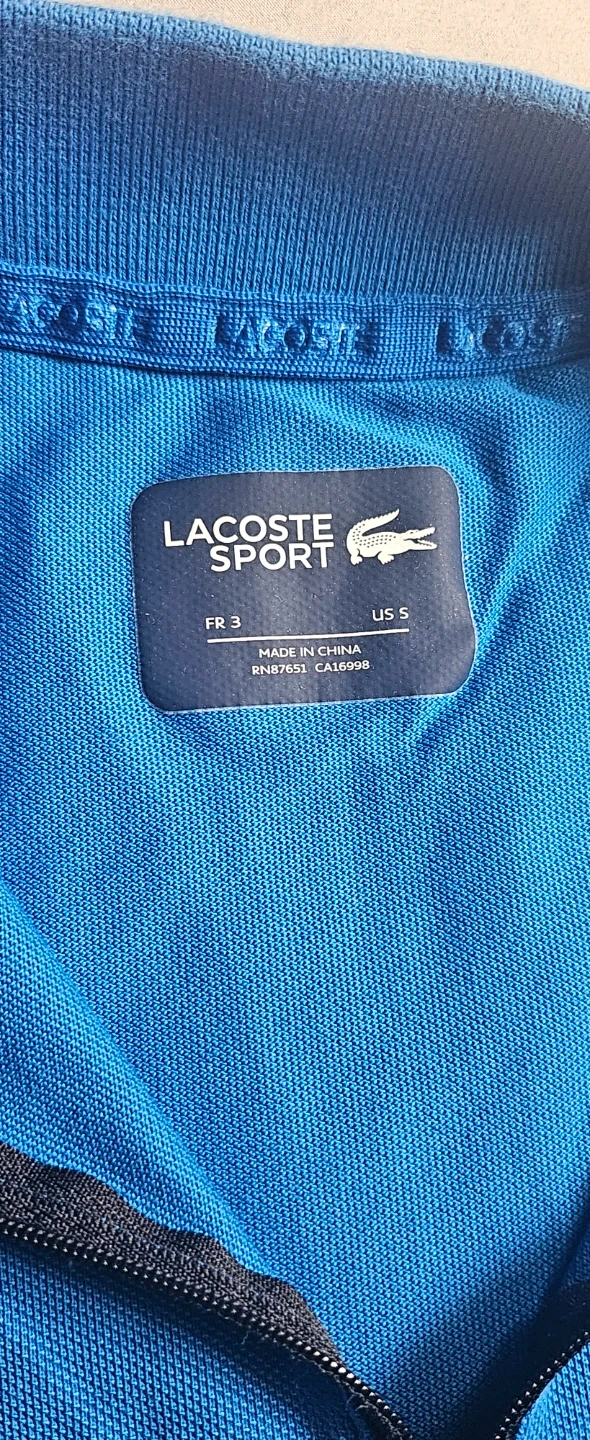 LACOSTE LACOSTE LACOSTE
LACOSTE
SPORT
FR 3 US S
MADE IN CHINA
RN87651 CA16998